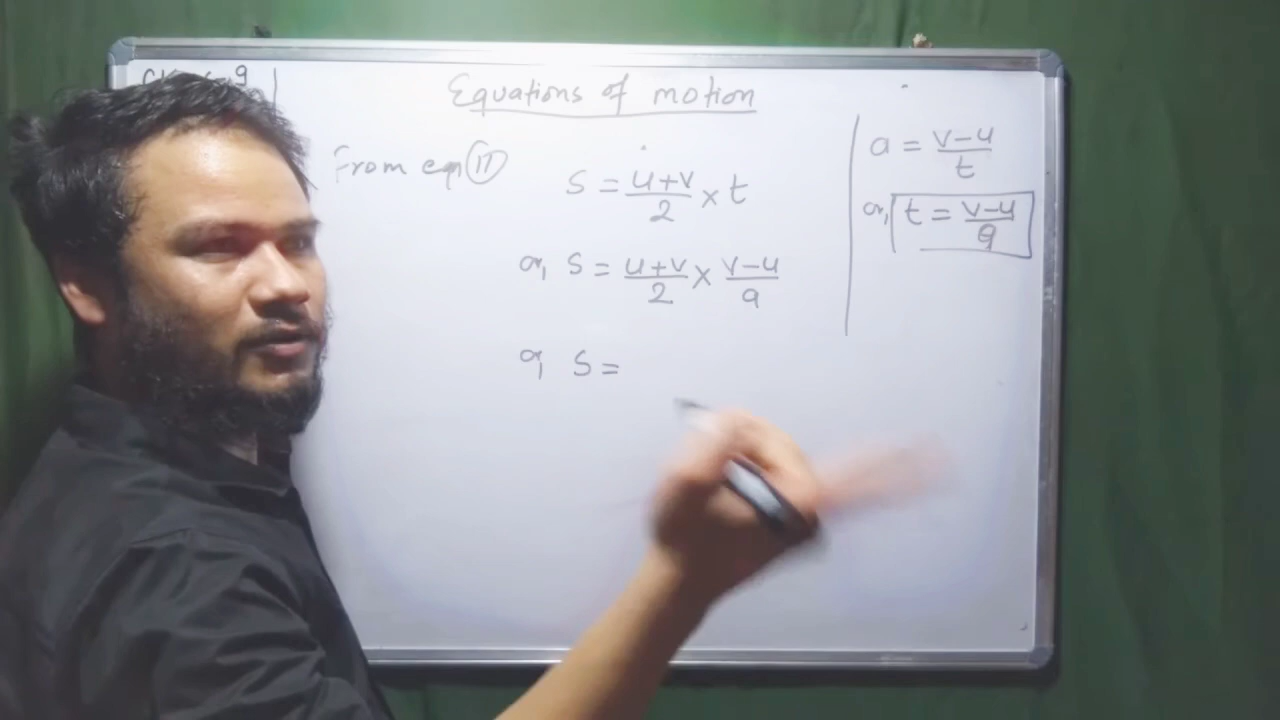 Equations of motion
From eqn (II) S = u+v/2 × t
or, S = u+v/2 × v-u/a
or, S =
a = v-u/t
or, t = v-u/a